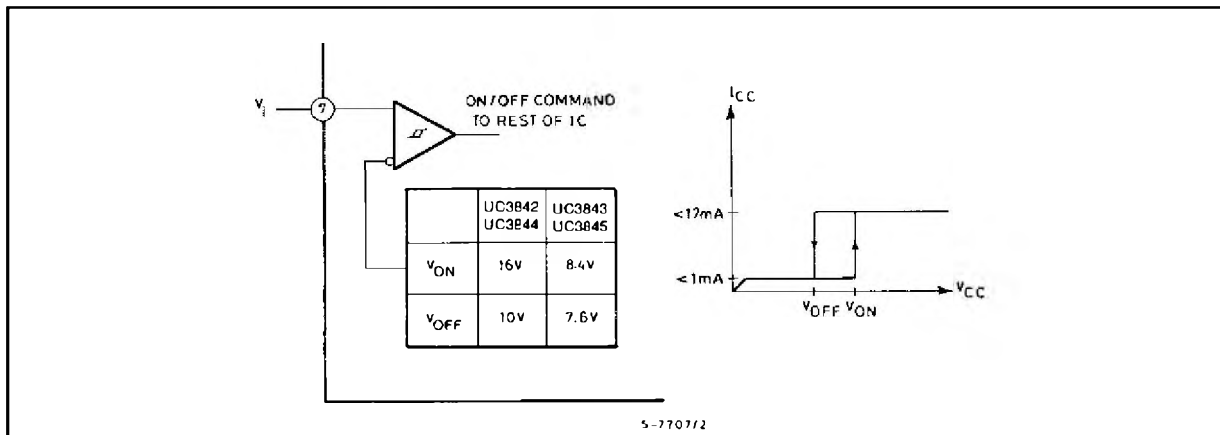 Vi
7
ON/OFF COMMAND
TO REST OF IC
UC3842 UC3843
UC3844 UC3845
VON 16V 8.4V
VOFF 10V 7.6V
ICC
<17mA
<1mA
VOFF VON
VCC
5-7707/2